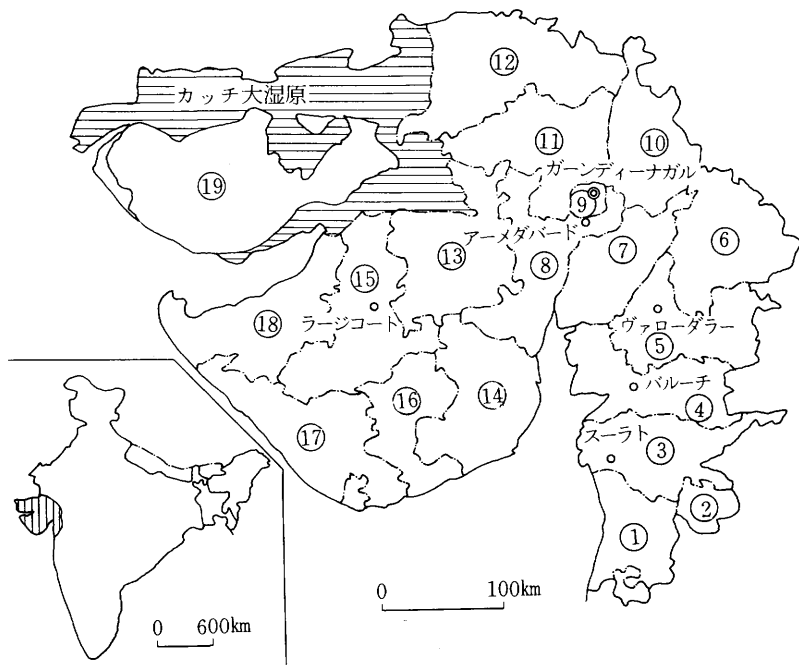 ⑫
カッチ大湿原
⑪
⑩
ガーンディーナガル
⑲
⑨
アーメダバード
⑬
⑧
⑦
⑥
⑮
ラージコート
⑱
ヴァローダラー
⑤
⑯
⑭
バルーチ
④
⑰
スーラト
③
②
①
0 100km
0 600km